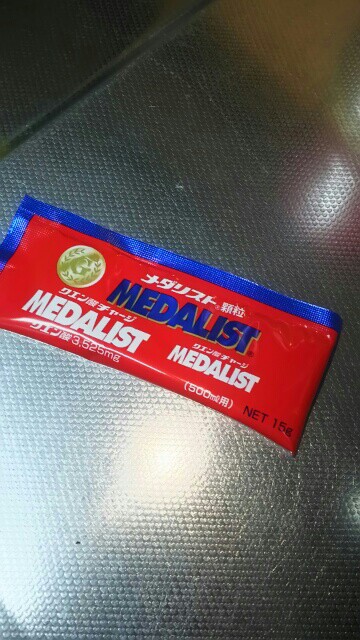 メダリスト®顆粒
MEDALIST®
クエン酸チャージ
MEDALIST
クエン酸3,525mg
クエン酸チャージ
MEDALIST
(500ml用)
NET 15g